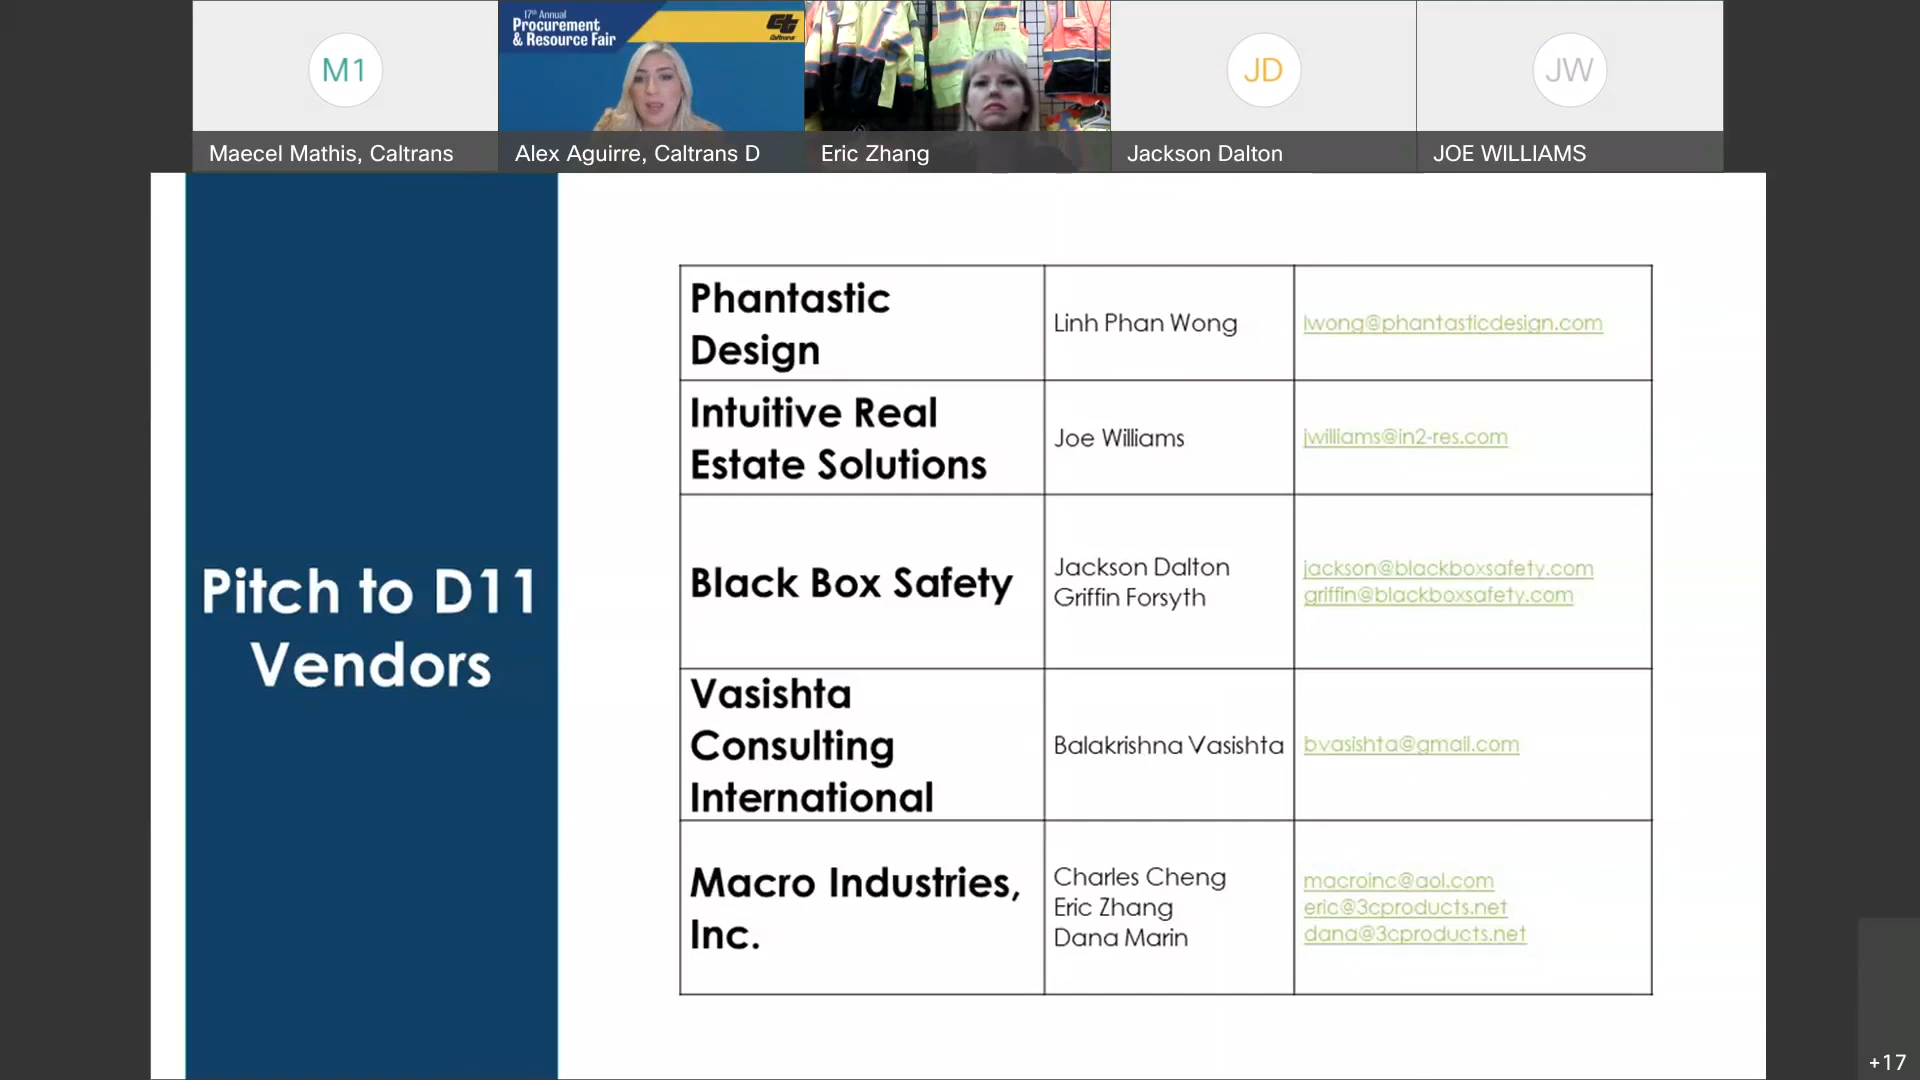 M1
17th Annual
Procurement
& Resource Fair
JD
JW
Maecel Mathis, Caltrans
Alex Aguirre, Caltrans D
Eric Zhang
Jackson Dalton
JOE WILLIAMS
Pitch to D11
Vendors
Phantastic
Design
Linh Phan Wong
lwong@phantasticdesign.com
Intuitive Real
Estate Solutions
Joe Williams
jwilliams@in2-res.com
Black Box Safety
Jackson Dalton
Griffin Forsyth
jackson@blackboxsafety.com
griffin@blackboxsafety.com
Vasishta
Consulting
International
Balakrishna Vasishta
bvasishta@gmail.com
Macro Industries,
Inc.
Charles Cheng
Eric Zhang
Dana Marin
macroinc@aol.com
eric@3cproducts.net
dana@3cproducts.net
+17